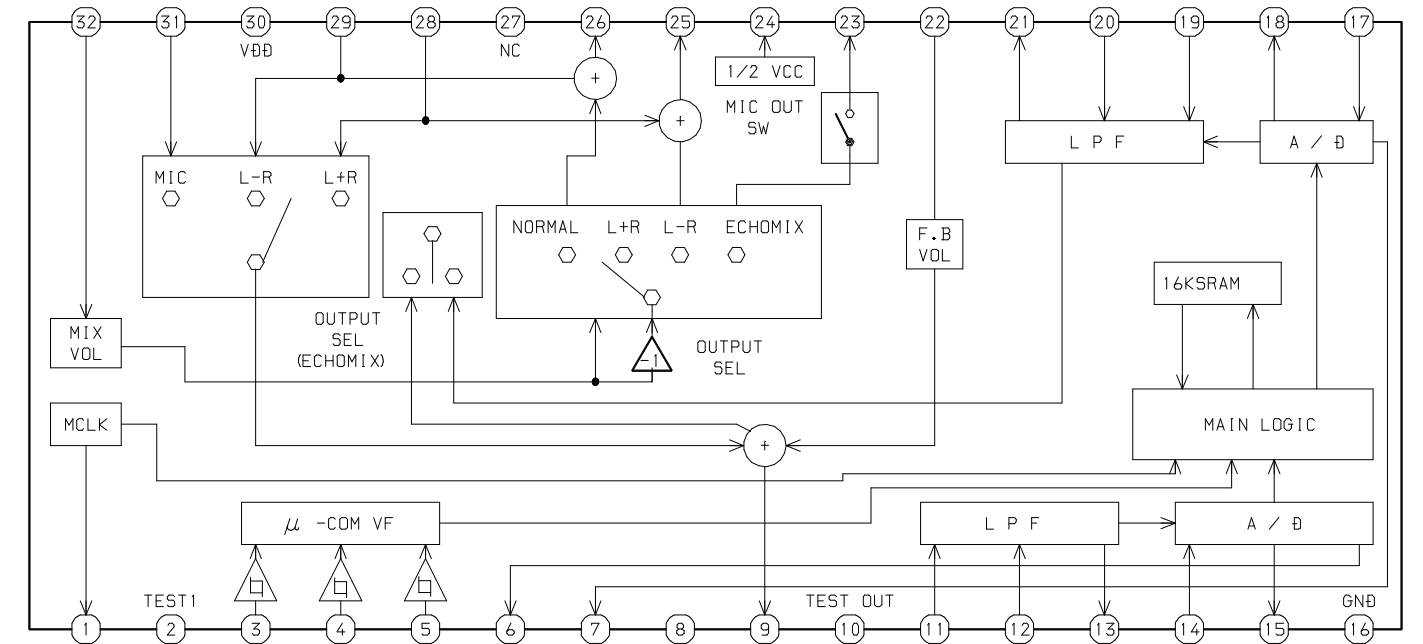 32 31 30 29 28 27 26 25 24 23 22 21 20 19 18 17
VDD
NC
1/2 VCC
MIC OUT
SW
+
+
L P F
A / D
MIC L-R L+R
NORMAL L+R L-R ECHOMIX
F.B
VOL
16KSRAM
OUTPUT
SEL
(ECHOMIX)
MIX
VOL
-1
OUTPUT
SEL
MCLK
+
MAIN LOGIC
μ -COM VF
L P F
A / D
TEST1
TEST OUT
GND
1 2 3 4 5 6 7 8 9 10 11 12 13 14 15 16